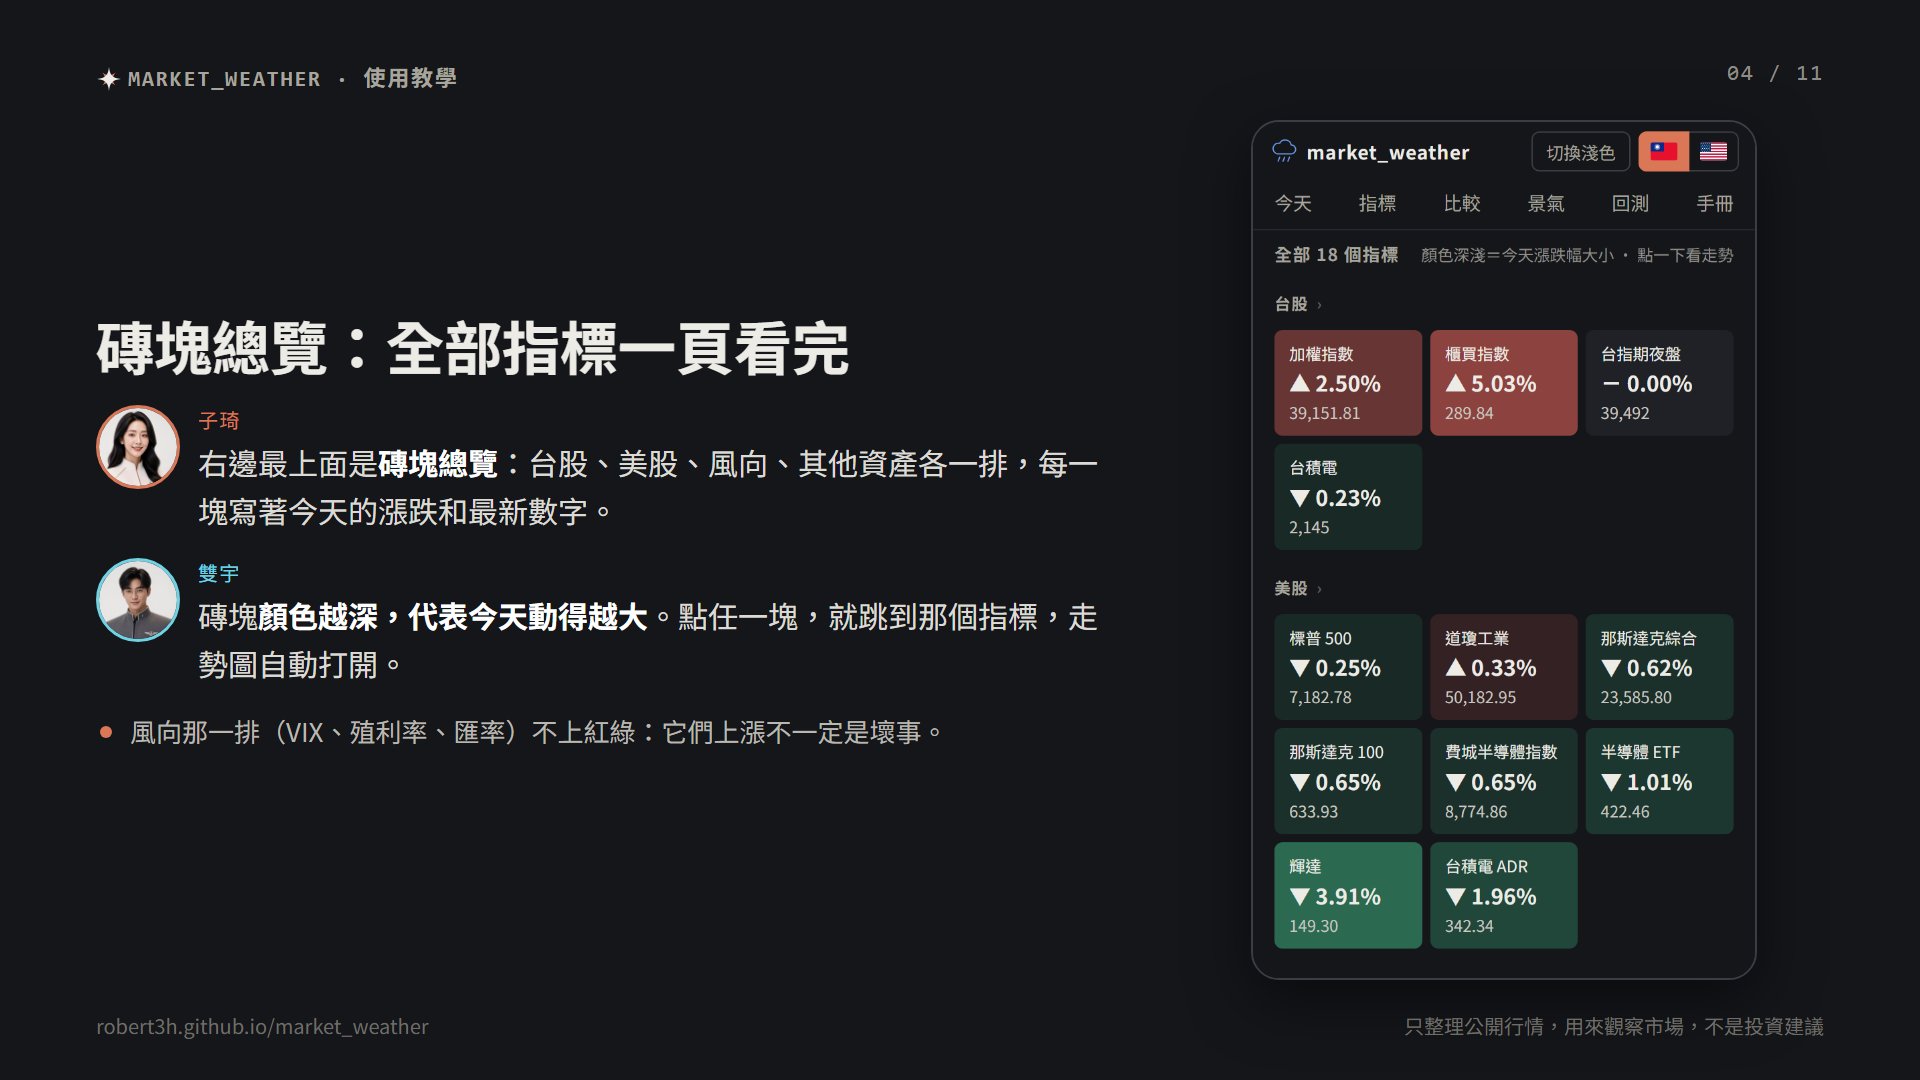 MARKET_WEATHER · 使用教學
04 / 11
磚塊總覽：全部指標一頁看完
子琦
右邊最上面是磚塊總覽：台股、美股、風向、其他資產各一排，每一
塊寫著今天的漲跌和最新數字。
雙宇
磚塊顏色越深，代表今天動得越大。點任一塊，就跳到那個指標，走
勢圖自動打開。
風向那一排（VIX、殖利率、匯率）不上紅綠：它們上漲不一定是壞事。
market_weather
切換淺色
今天 指標 比較 景氣 回測 手冊
全部 18 個指標 顏色深淺＝今天漲跌幅大小 · 點一下看走勢
台股 ›
加權指數 櫃買指數 台指期夜盤
▲ 2.50% ▲ 5.03% − 0.00%
39,151.81 289.84 39,492
台積電
▼ 0.23%
2,145
美股 ›
標普 500 道瓊工業 那斯達克綜合
▼ 0.25% ▲ 0.33% ▼ 0.62%
7,182.78 50,182.95 23,585.80
那斯達克 100 費城半導體指數 半導體 ETF
▼ 0.65% ▼ 0.65% ▼ 1.01%
633.93 8,774.86 422.46
輝達 台積電 ADR
▼ 3.91% ▼ 1.96%
149.30 342.34
robert3h.github.io/market_weather
只整理公開行情，用來觀察市場，不是投資建議